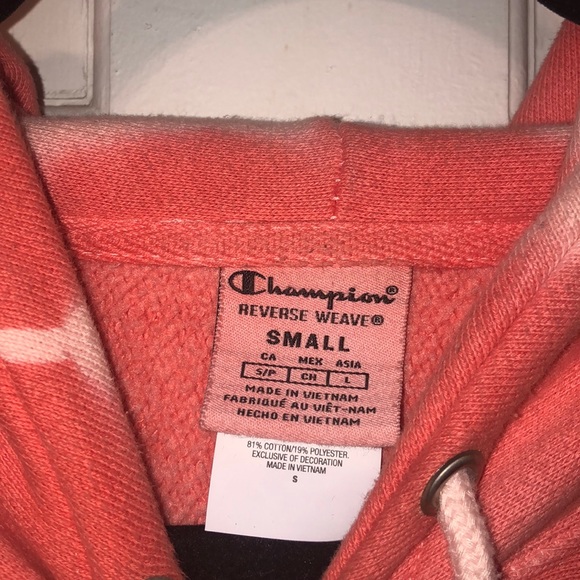 Champion®
REVERSE WEAVE®
SMALL
CA MEX ASIA
S/P CH L
MADE IN VIETNAM
FABRIQUÉ AU VIÊT-NAM
HECHO EN VIETNAM
81% COTTON/19% POLYESTER.
EXCLUSIVE OF DECORATION
MADE IN VIETNAM
S